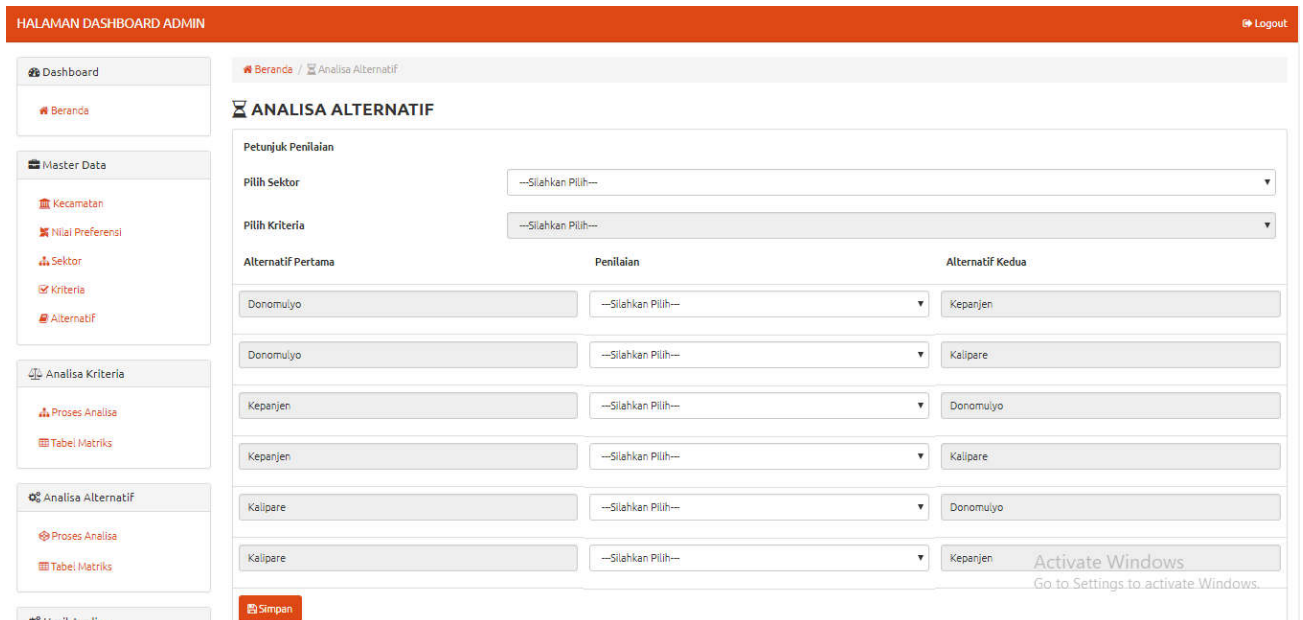 HALAMAN DASHBOARD ADMIN
Logout
Dashboard
Beranda
Master Data
Kecamatan
Nilai Preferensi
Sektor
Kriteria
Alternatif
Analisa Kriteria
Proses Analisa
Tabel Matriks
Analisa Alternatif
Proses Analisa
Tabel Matriks
Beranda / Analisa Alternatif
ANALISA ALTERNATIF
Petunjuk Penilaian
Pilih Sektor ---Silahkan Pilih---
Pilih Kriteria ---Silahkan Pilih---
Alternatif Pertama Penilaian Alternatif Kedua
Donomulyo ---Silahkan Pilih--- Kepanjen
Donomulyo ---Silahkan Pilih--- Kalipare
Kepanjen ---Silahkan Pilih--- Donomulyo
Kepanjen ---Silahkan Pilih--- Kalipare
Kalipare ---Silahkan Pilih--- Donomulyo
Kalipare ---Silahkan Pilih--- Kepanjen
Simpan
Activate Windows
Go to Settings to activate Windows.